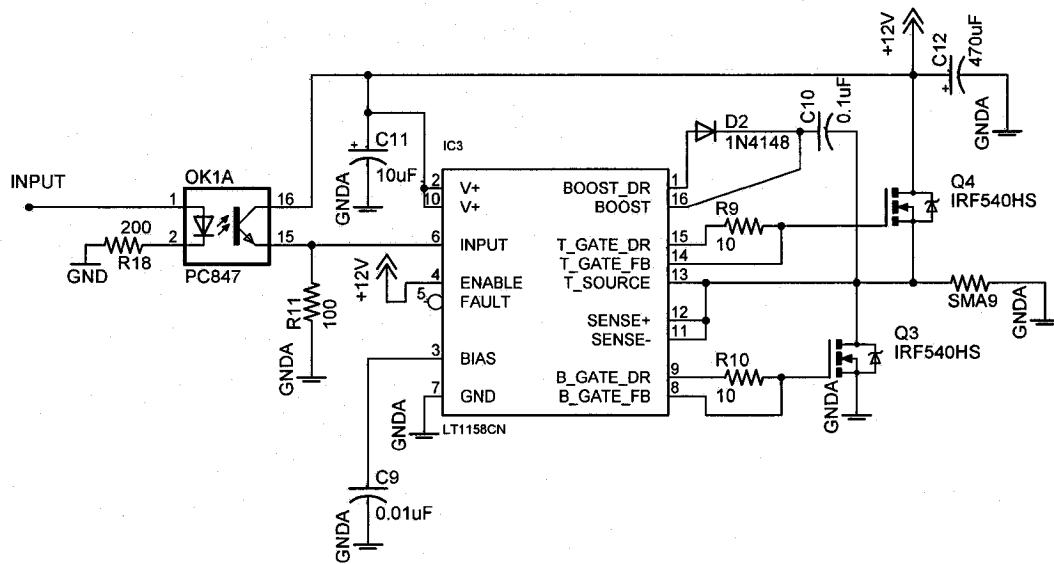 +12V
C12
470uF
GNDA
C10
0.1uF
D2
1N4148
C11
10uF
GNDA
IC3
INPUT
OK1A
1
16
2
15
200
R18
GND
PC847
2
V+
10
V+
6
INPUT
4
ENABLE
5
FAULT
3
BIAS
7
GND
BOOST_DR
1
BOOST
16
T_GATE_DR
15
T_GATE_FB
14
T_SOURCE
13
SENSE+
12
SENSE-
11
B_GATE_DR
9
B_GATE_FB
8
LT1158CN
R9
10
Q4
IRF540HS
+12V
R11
100
GNDA
SMA9
GNDA
Q3
IRF540HS
GNDA
R10
10
GNDA
C9
0.01uF
GNDA